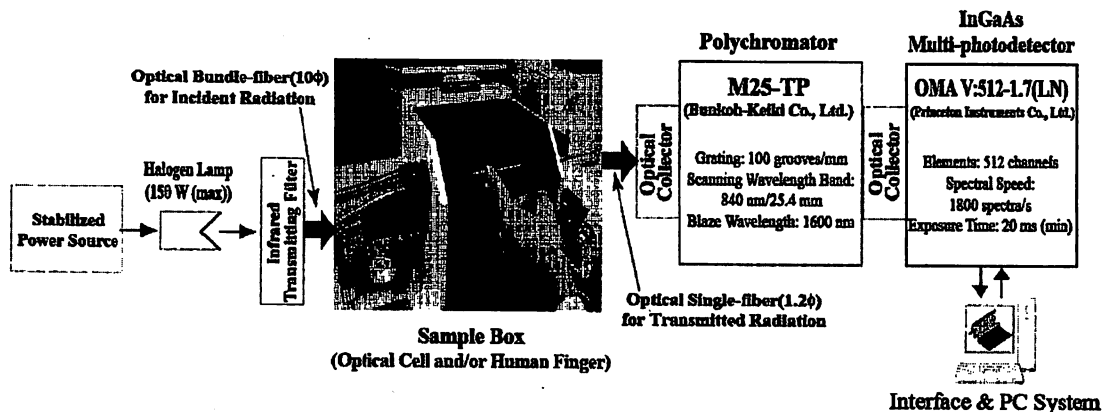 InGaAs
Multi-photodetector
Polychromator
Optical Bundle-fiber(10ϕ)
for Incident Radiation
M25-TP
(Bunkoh-Keiki Co., Ltd.)
OMA V:512-1.7(LN)
(Princeton Instruments Co., Ltd.)
Halogen Lamp
(150 W (max))
Stabilized
Power Source
Infrared
Transmitting Filter
Optical
Collector
Grating: 100 grooves/mm
Scanning Wavelength Band:
840 nm/25.4 mm
Blaze Wavelength: 1600 nm
Optical
Collector
Elements: 512 channels
Spectral Speed:
1800 spectra/s
Exposure Time: 20 ms (min)
Optical Single-fiber(1.2ϕ)
for Transmitted Radiation
Sample Box
(Optical Cell and/or Human Finger)
Interface & PC System